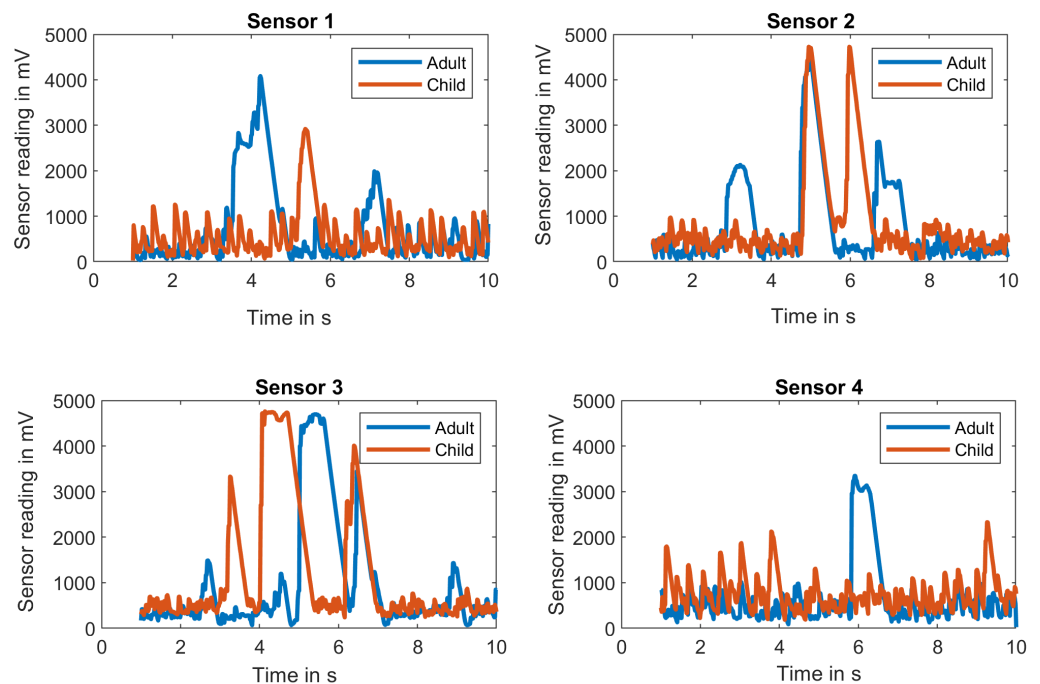 Sensor 1
Sensor reading in mV
5000
4000
3000
2000
1000
0
Adult
Child
0 2 4 6 8 10
Time in s
Sensor 2
Sensor reading in mV
5000
4000
3000
2000
1000
0
Adult
Child
0 2 4 6 8 10
Time in s
Sensor 3
Sensor reading in mV
5000
4000
3000
2000
1000
0
Adult
Child
0 2 4 6 8 10
Time in s
Sensor 4
Sensor reading in mV
5000
4000
3000
2000
1000
0
Adult
Child
0 2 4 6 8 10
Time in s